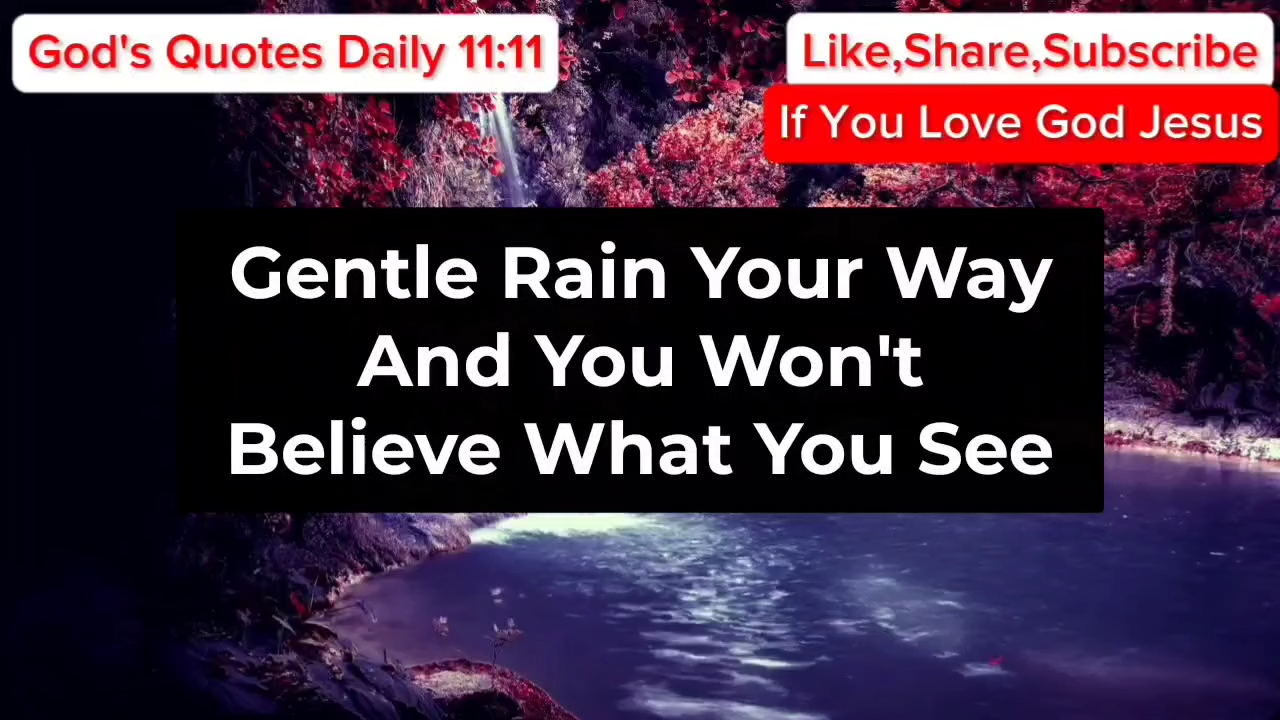 God's Quotes Daily 11:11
Like,Share,Subscribe
If You Love God Jesus
Gentle Rain Your Way
And You Won't
Believe What You See